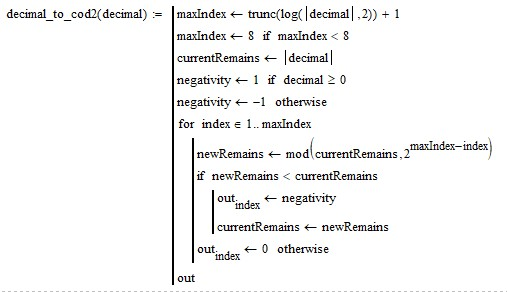 decimal_to_cod2(decimal) := maxIndex ← trunc(log(|decimal|,2)) + 1
maxIndex ← 8 if maxIndex < 8
currentRemains ← |decimal|
negativity ← 1 if decimal ≥ 0
negativity ← −1 otherwise
for index ∈ 1..maxIndex
newRemains ← mod(currentRemains,2^maxIndex−index)
if newRemains < currentRemains
out_index ← negativity
currentRemains ← newRemains
out_index ← 0 otherwise
out